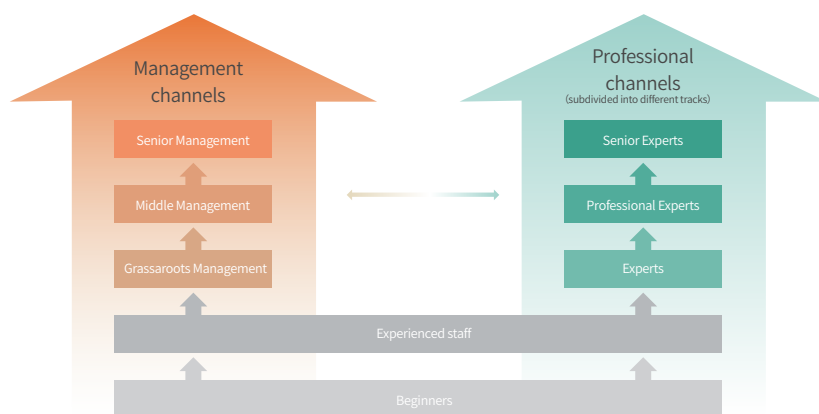 Management
channels
Senior Management
Middle Management
Grassaroots Management
Professional
channels
(subdivided into different tracks)
Senior Experts
Professional Experts
Experts
Experienced staff
Beginners